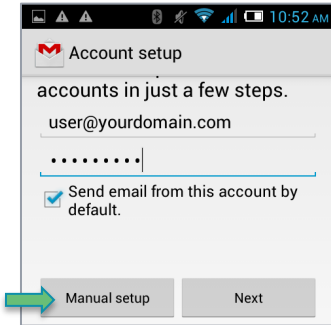 10:52 AM
Account setup
accounts in just a few steps.
user@yourdomain.com
Send email from this account by
default.
Manual setup
Next